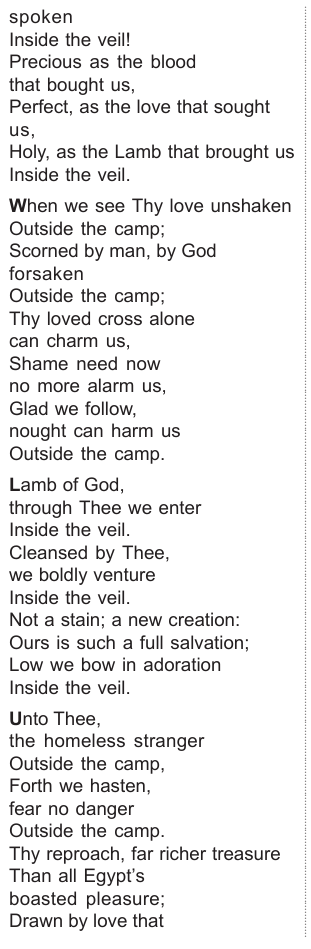 spoken
Inside the veil!
Precious as the blood
that bought us,
Perfect, as the love that sought
us,
Holy, as the Lamb that brought us
Inside the veil.
When we see Thy love unshaken
Outside the camp;
Scorned by man, by God
forsaken
Outside the camp;
Thy loved cross alone
can charm us,
Shame need now
no more alarm us,
Glad we follow,
nought can harm us
Outside the camp.
Lamb of God,
through Thee we enter
Inside the veil.
Cleansed by Thee,
we boldly venture
Inside the veil.
Not a stain; a new creation:
Ours is such a full salvation;
Low we bow in adoration
Inside the veil.
Unto Thee,
the homeless stranger
Outside the camp,
Forth we hasten,
fear no danger
Outside the camp.
Thy reproach, far richer treasure
Than all Egypt's
boasted pleasure;
Drawn by love that